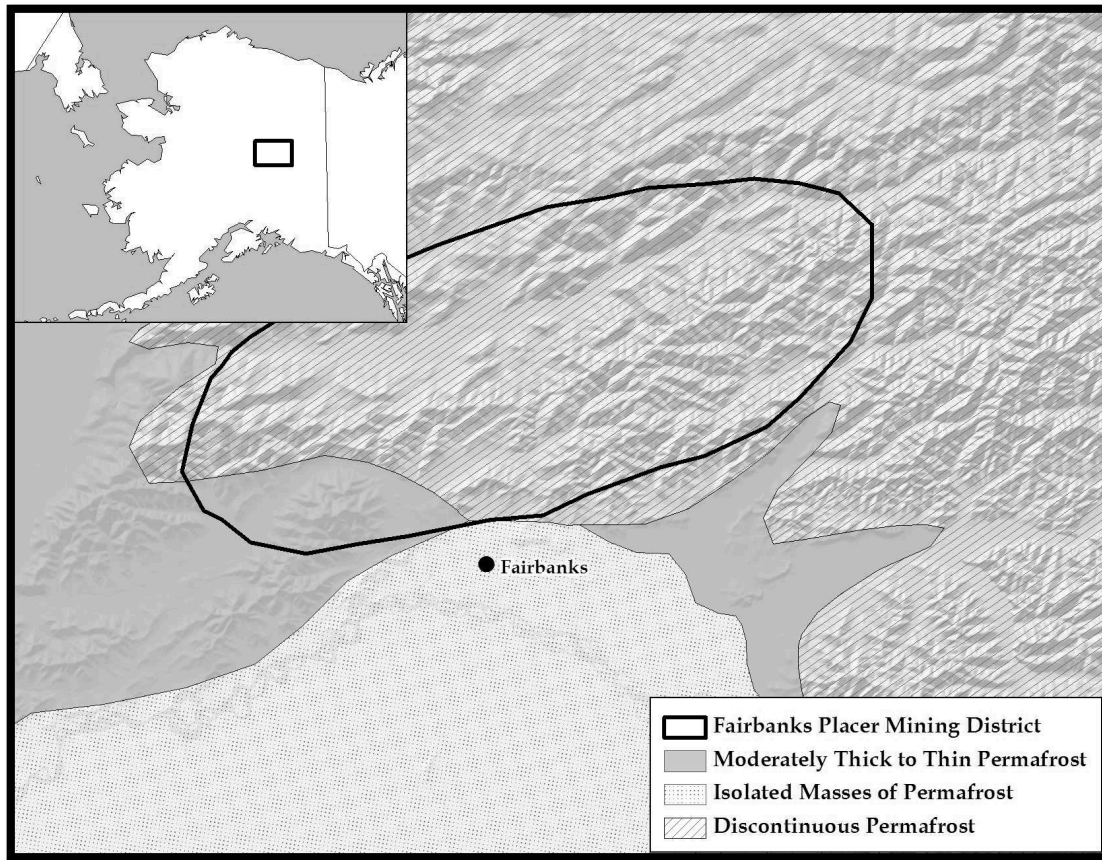 Fairbanks
Fairbanks Placer Mining District
Moderately Thick to Thin Permafrost
Isolated Masses of Permafrost
Discontinuous Permafrost